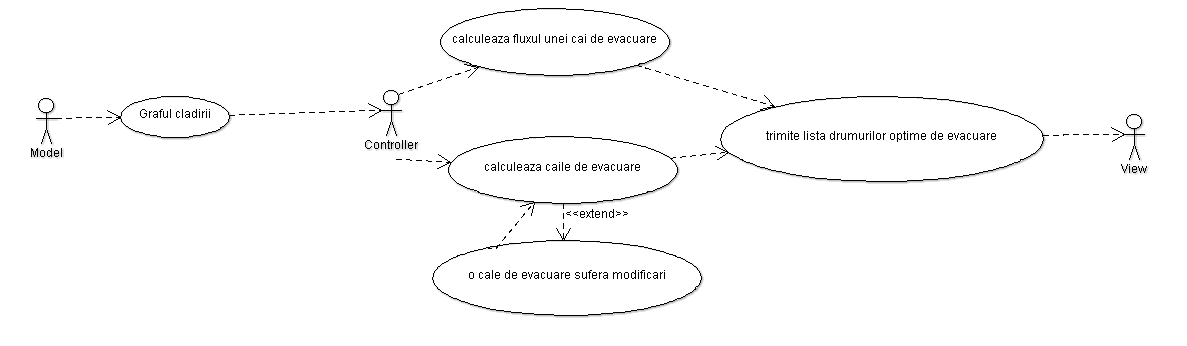 calculeaza fluxul unei cai de evacuare
Graful cladirii
Model
Controller
trimite lista drumurilor optime de evacuare
View
calculeaza caile de evacuare
<<extend>>
o cale de evacuare sufera modificari